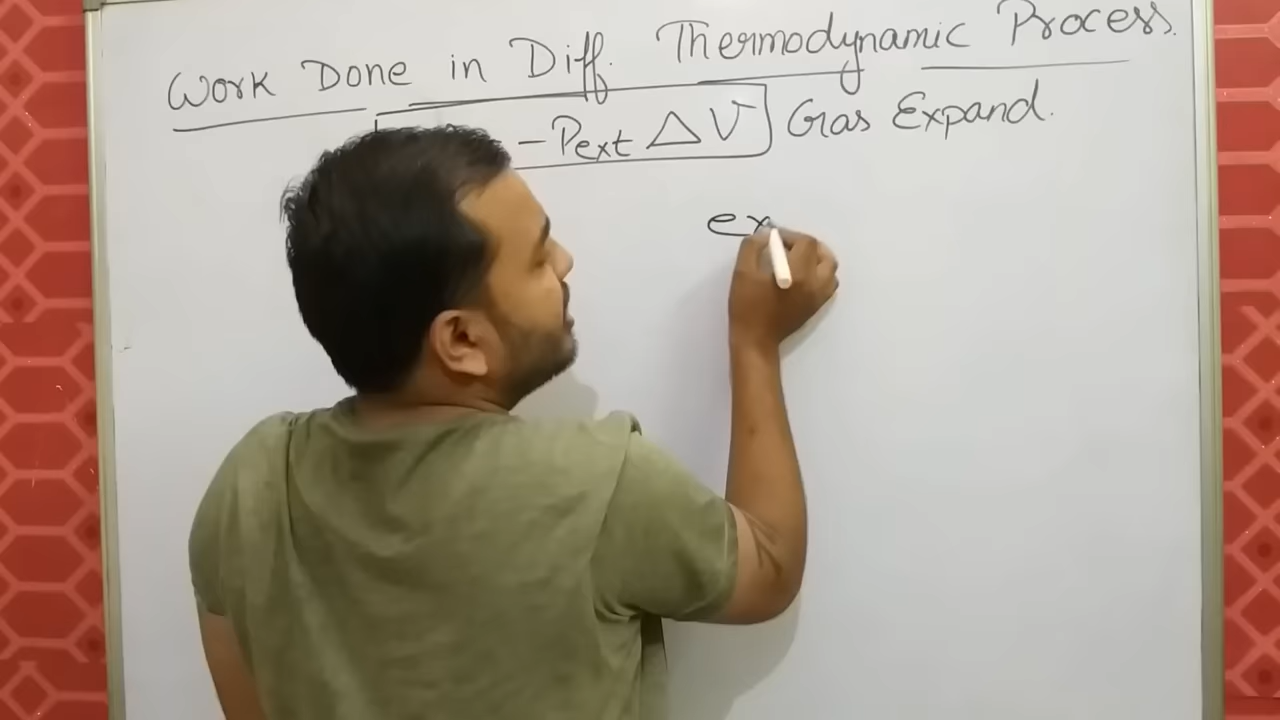 Work Done in Diff. Thermodynamic Process.
- Pext ΔV Gas Expand.
ex